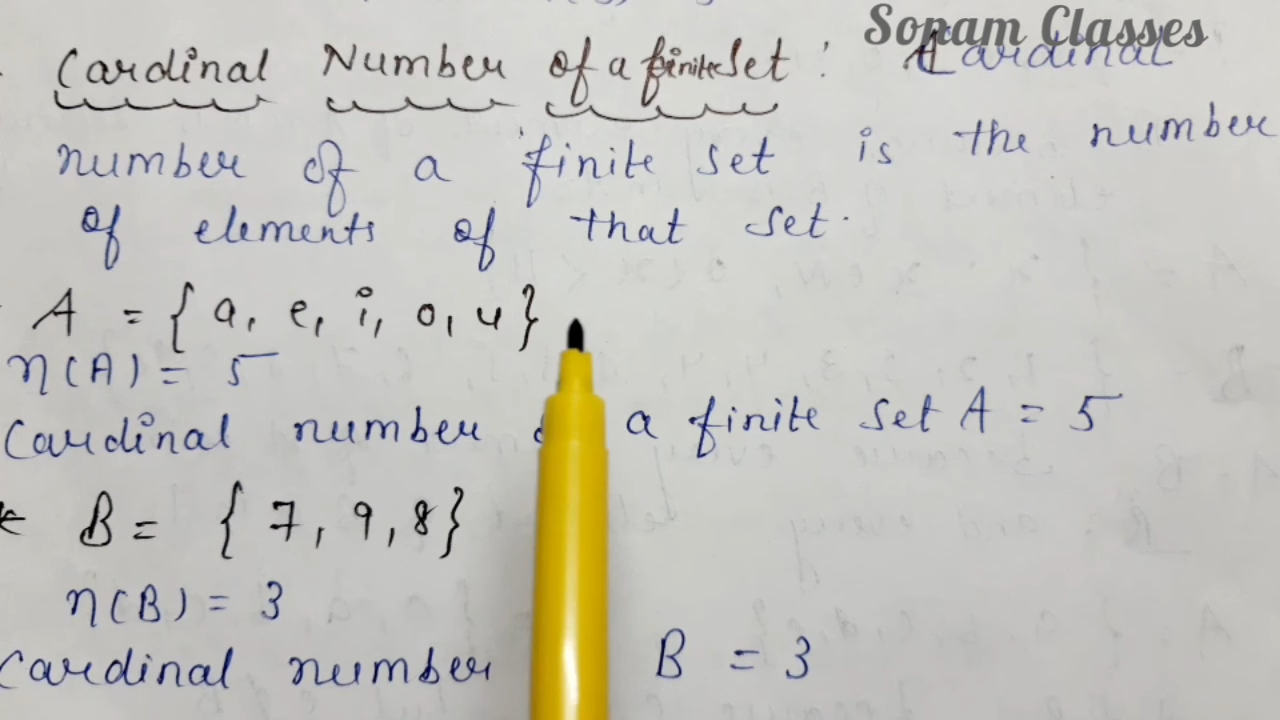 Sonam Classes
Cardinal Number of a finite Set : Cardinal
number of a finite set is the number
of elements of that set.
A = { a, e, i, o, u }
n(A) = 5
Cardinal number a finite set A = 5
B = { 7, 9, 8 }
n(B) = 3
Cardinal number B = 3